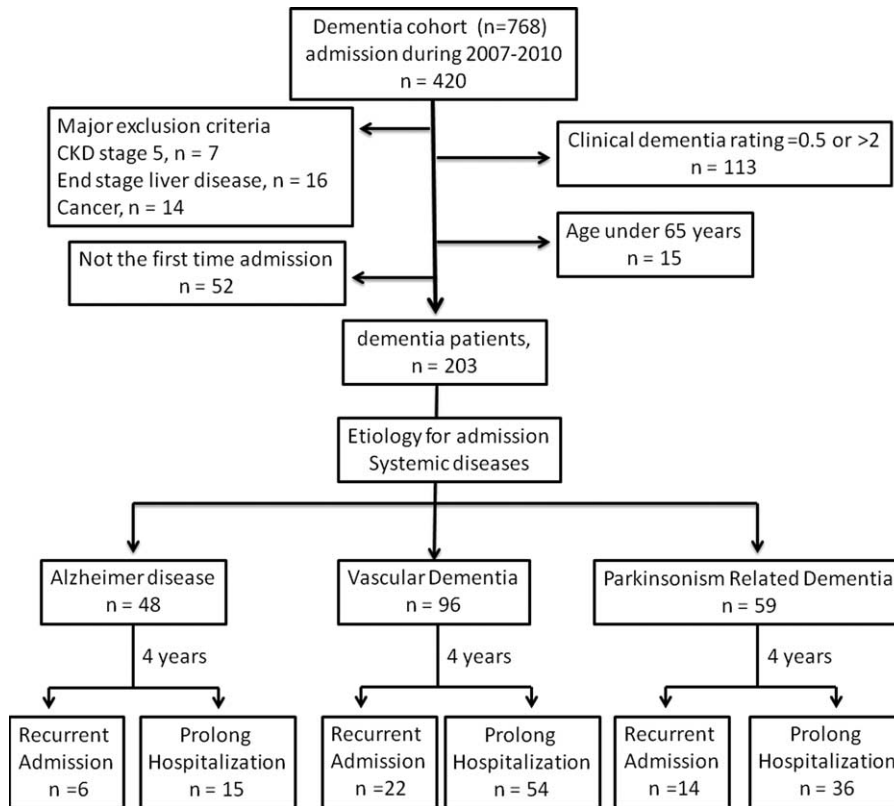 Dementia cohort (n=768)
admission during 2007-2010
n = 420
Major exclusion criteria
CKD stage 5, n = 7
End stage liver disease, n = 16
Cancer, n = 14
Clinical dementia rating =0.5 or >2
n = 113
Age under 65 years
n = 15
Not the first time admission
n = 52
dementia patients,
n = 203
Etiology for admission
Systemic diseases
Alzheimer disease
n = 48
Vascular Dementia
n = 96
Parkinsonism Related Dementia
n = 59
4 years
4 years
4 years
Recurrent
Admission
n =6
Prolong
Hospitalization
n = 15
Recurrent
Admission
n =22
Prolong
Hospitalization
n = 54
Recurrent
Admission
n =14
Prolong
Hospitalization
n = 36